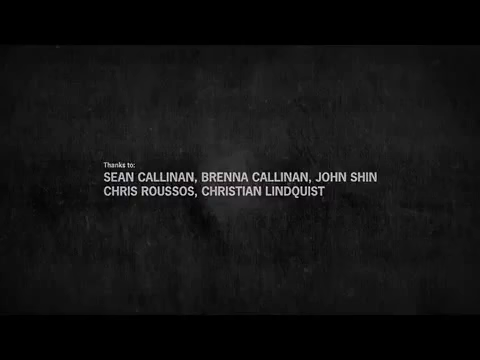 Thanks to:
SEAN CALLINAN, BRENNA CALLINAN, JOHN SHIN
CHRIS ROUSSOS, CHRISTIAN LINDQUIST